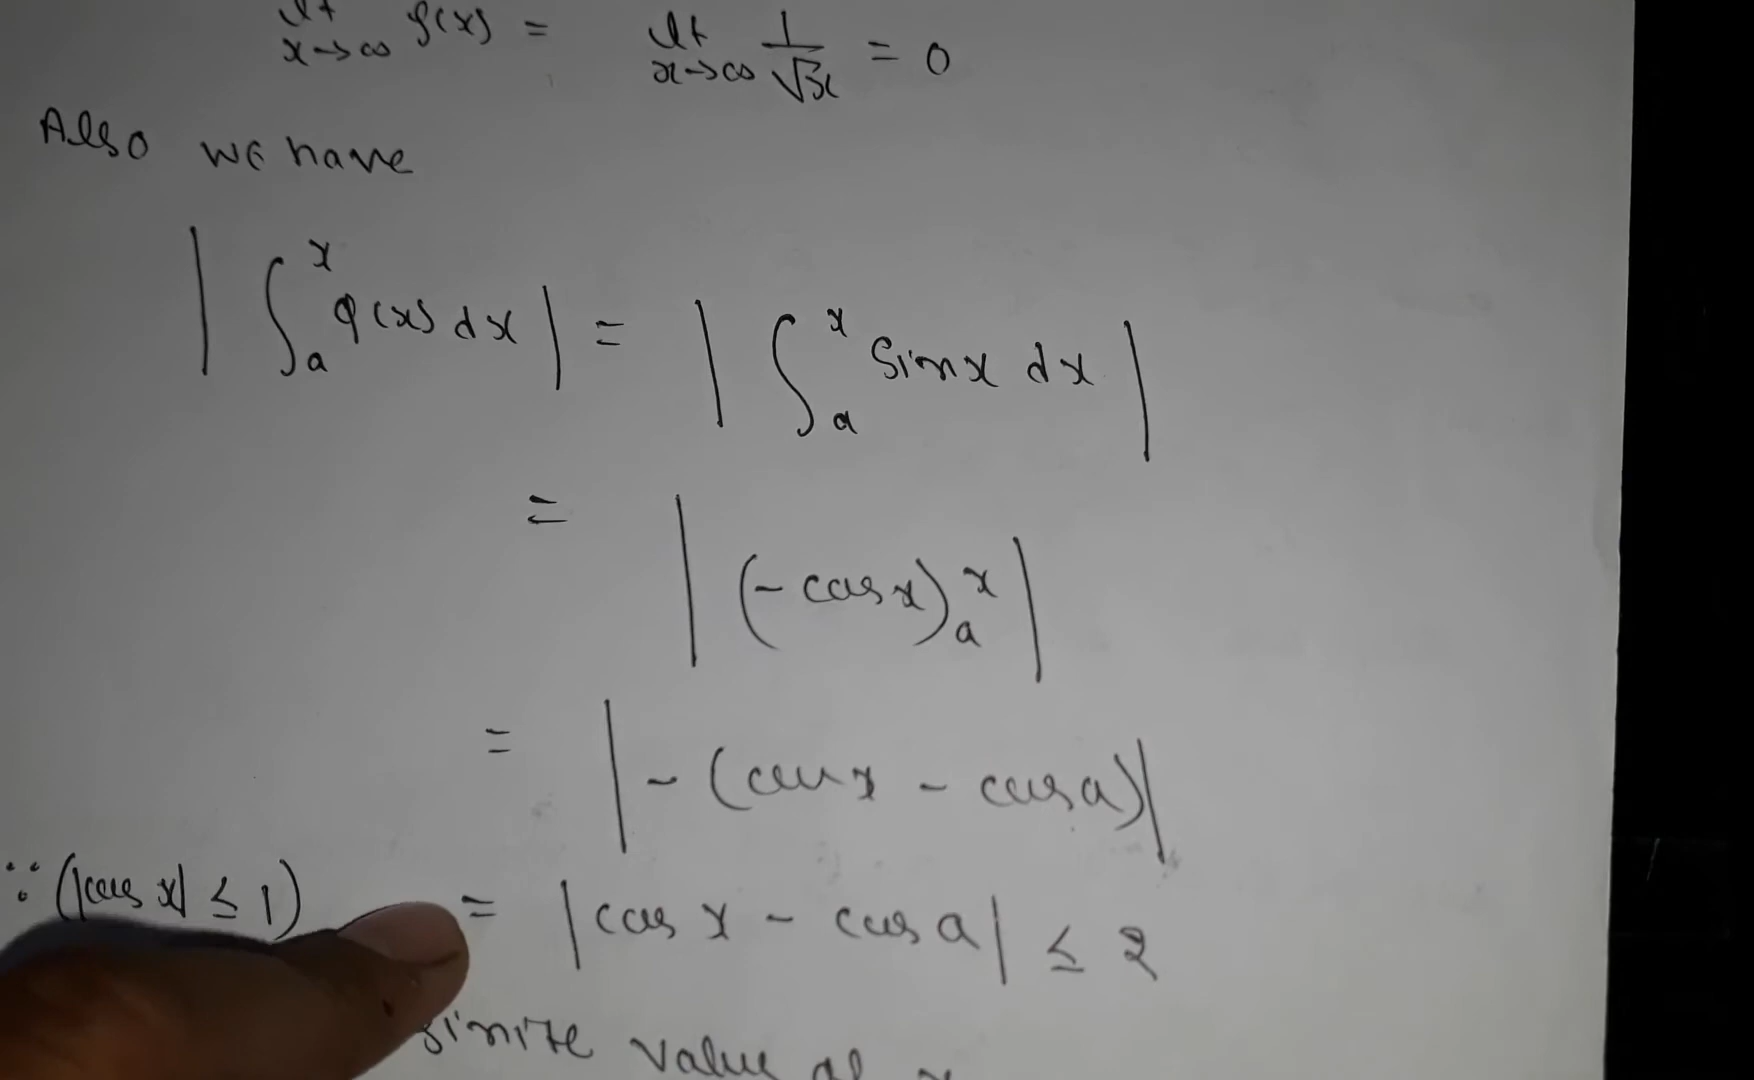 lt x→∞ f(x) = lt x→∞ 1/√x = 0
Also we have
| ∫ₐˣ φ(x) dx | = | ∫ₐˣ Sinx dx |
= | (- cosx)ₐˣ |
= | - (cosx - cosa) |
∵ (|cos x| ≤ 1) = | cos x - cos a | ≤ 2
finite value of x